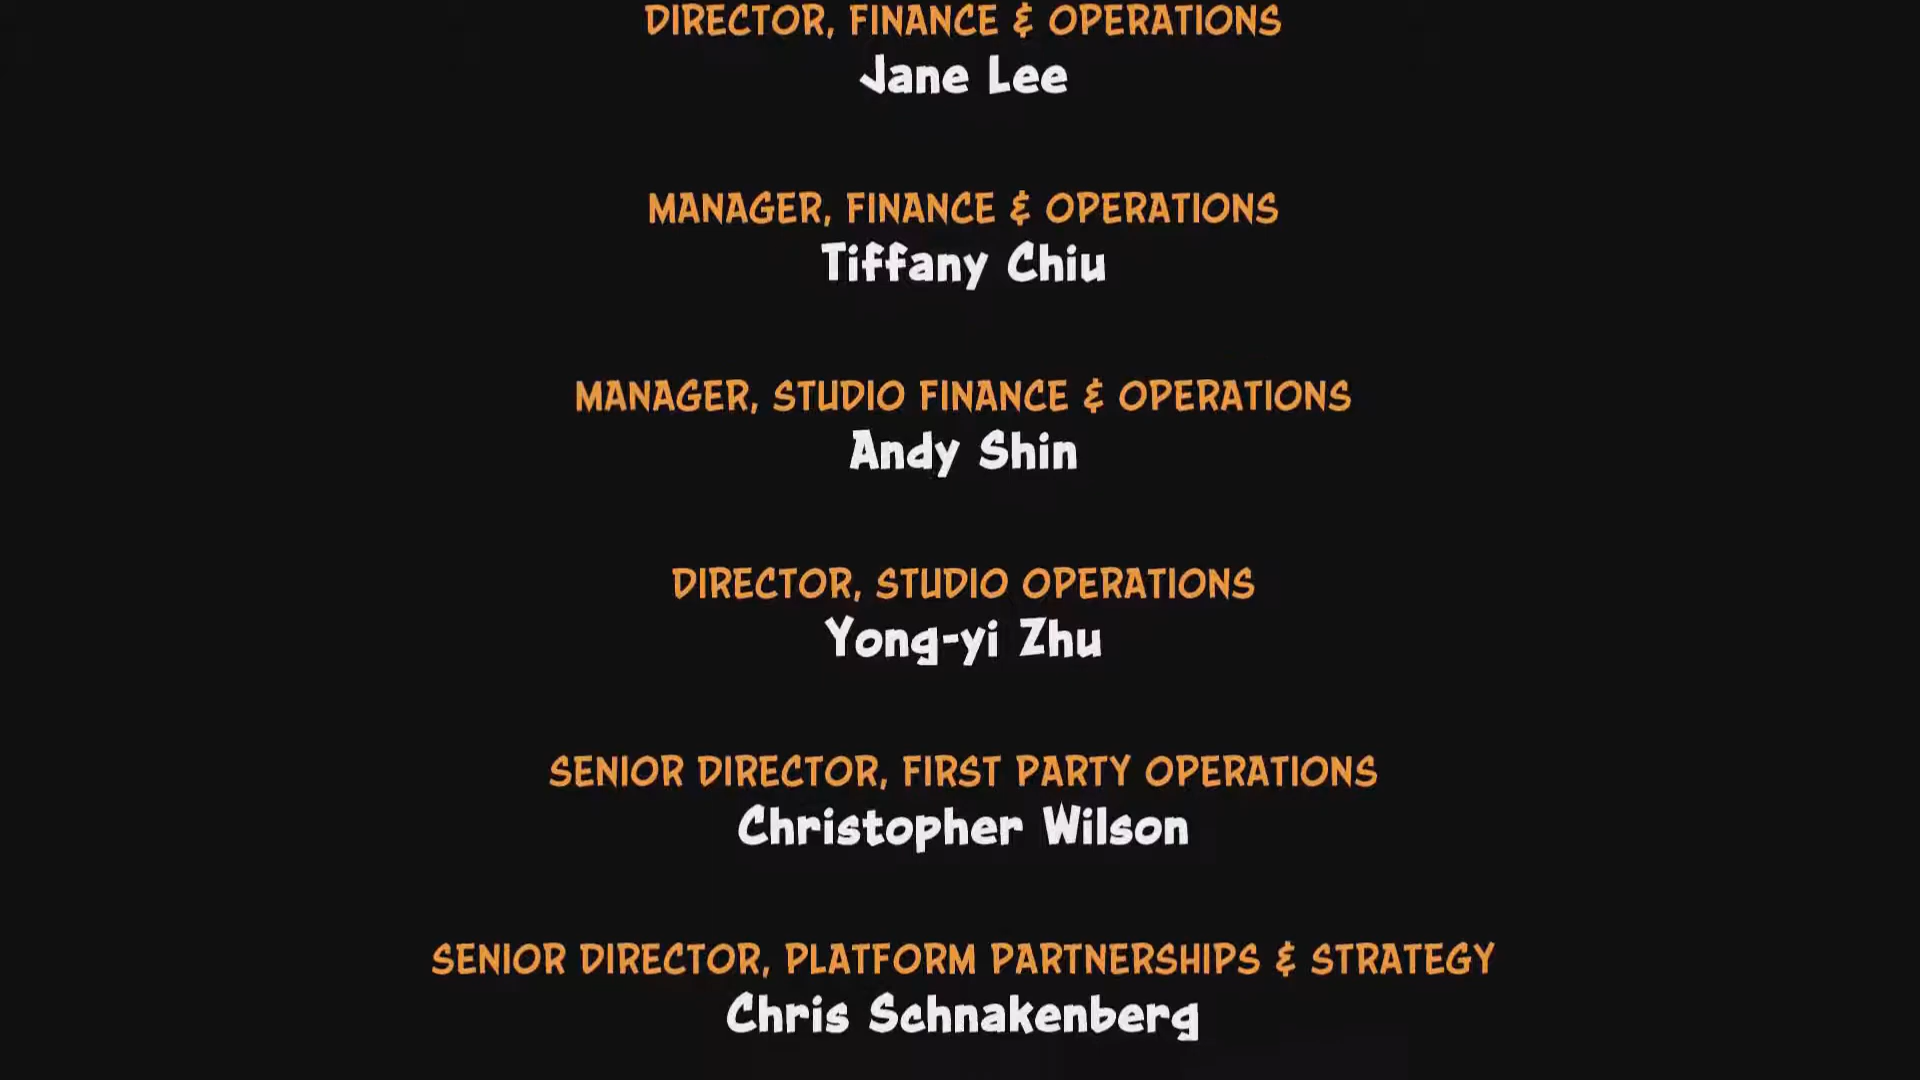 DIRECTOR, FINANCE & OPERATIONS
Jane Lee
MANAGER, FINANCE & OPERATIONS
Tiffany Chiu
MANAGER, STUDIO FINANCE & OPERATIONS
Andy Shin
DIRECTOR, STUDIO OPERATIONS
Yong-yi Zhu
SENIOR DIRECTOR, FIRST PARTY OPERATIONS
Christopher Wilson
SENIOR DIRECTOR, PLATFORM PARTNERSHIPS & STRATEGY
Chris Schnakenberg